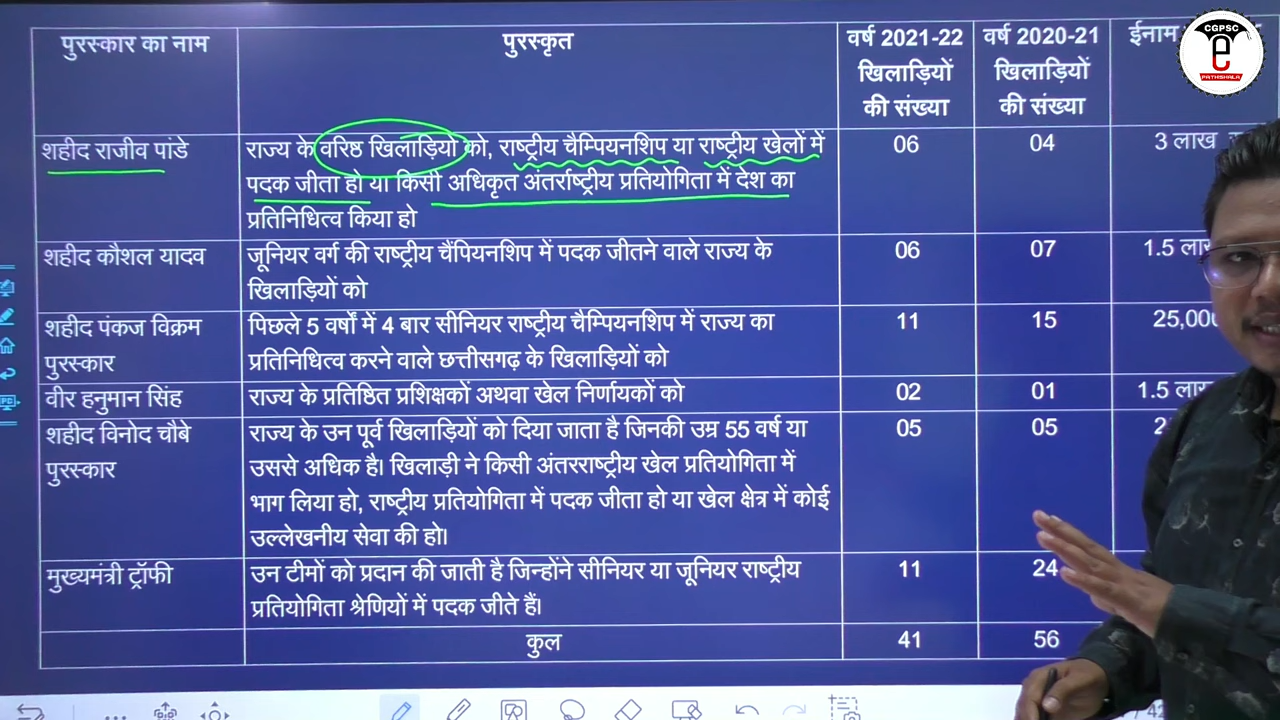 पुरस्कार का नाम
पुरस्कृत
वर्ष 2021-22
खिलाड़ियों
की संख्या
वर्ष 2020-21
खिलाड़ियों
की संख्या
ईनाम
CGPSC
e
PATHSHALA
शहीद राजीव पांडे
राज्य के वरिष्ठ खिलाड़ियो को, राष्ट्रीय चैम्पियनशिप या राष्ट्रीय खेलों में
पदक जीता हो या किसी अधिकृत अंतर्राष्ट्रीय प्रतियोगिता में देश का
प्रतिनिधित्व किया हो
06
04
3 लाख
शहीद कौशल यादव
जूनियर वर्ग की राष्ट्रीय चैंपियनशिप में पदक जीतने वाले राज्य के
खिलाड़ियों को
06
07
1.5
शहीद पंकज विक्रम
पुरस्कार
पिछले 5 वर्षों में 4 बार सीनियर राष्ट्रीय चैम्पियनशिप में राज्य का
प्रतिनिधित्व करने वाले छत्तीसगढ़ के खिलाड़ियों को
11
15
वीर हनुमान सिंह
राज्य के प्रतिष्ठित प्रशिक्षकों अथवा खेल निर्णायकों को
02
01
1.5
शहीद विनोद चौबे
पुरस्कार
राज्य के उन पूर्व खिलाड़ियों को दिया जाता है जिनकी उम्र 55 वर्ष या
उससे अधिक है। खिलाड़ी ने किसी अंतरराष्ट्रीय खेल प्रतियोगिता में
भाग लिया हो, राष्ट्रीय प्रतियोगिता में पदक जीता हो या खेल क्षेत्र में कोई
उल्लेखनीय सेवा की हो।
05
05
मुख्यमंत्री ट्रॉफी
उन टीमों को प्रदान की जाती है जिन्होंने सीनियर या जूनियर राष्ट्रीय
प्रतियोगिता श्रेणियों में पदक जीते हैं।
11
24
कुल
41
56